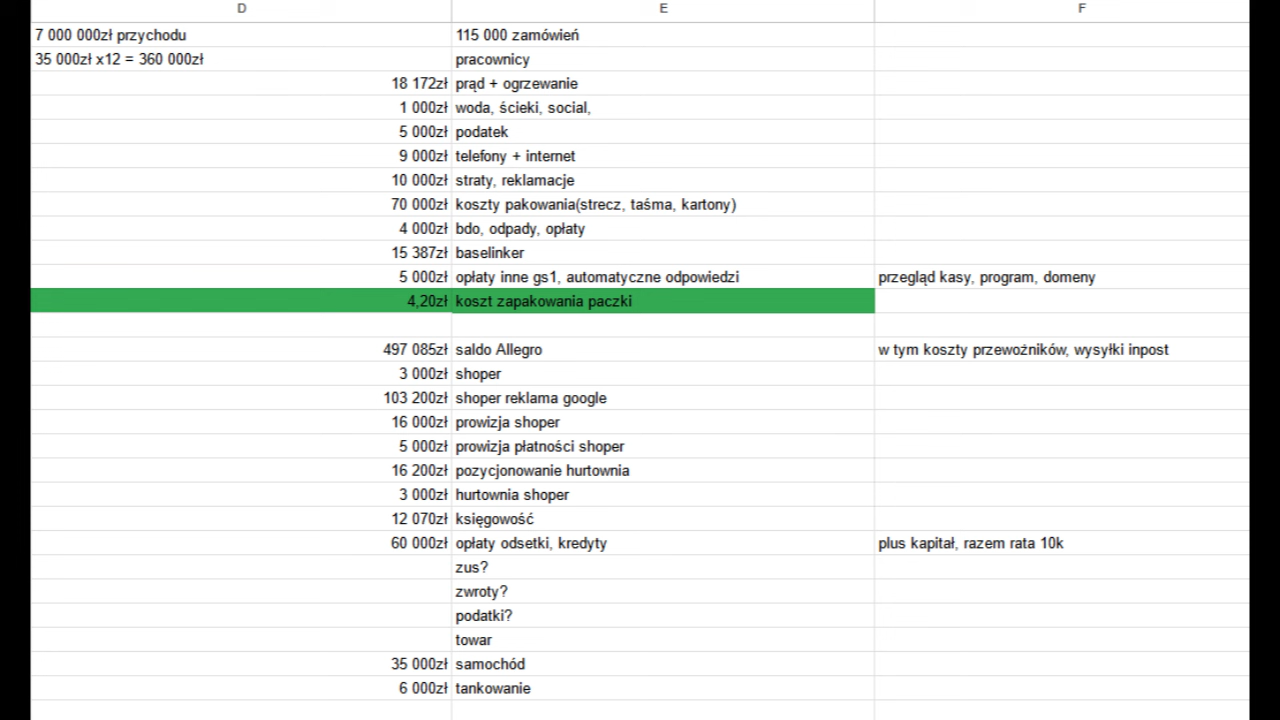 D E F
7 000 000zł przychodu 115 000 zamówień
35 000zł x12 = 360 000zł pracownicy
18 172zł prąd + ogrzewanie
1 000zł woda, ścieki, social,
5 000zł podatek
9 000zł telefony + internet
10 000zł straty, reklamacje
70 000zł koszty pakowania(strecz, taśma, kartony)
4 000zł bdo, odpady, opłaty
15 387zł baselinker
5 000zł opłaty inne gs1, automatyczne odpowiedzi przegląd kasy, program, domeny
4,20zł koszt zapakowania paczki
497 085zł saldo Allegro w tym koszty przewoźników, wysyłki inpost
3 000zł shoper
103 200zł shoper reklama google
16 000zł prowizja shoper
5 000zł prowizja płatności shoper
16 200zł pozycjonowanie hurtownia
3 000zł hurtownia shoper
12 070zł księgowość
60 000zł opłaty odsetki, kredyty plus kapitał, razem rata 10k
zus?
zwroty?
podatki?
towar
35 000zł samochód
6 000zł tankowanie